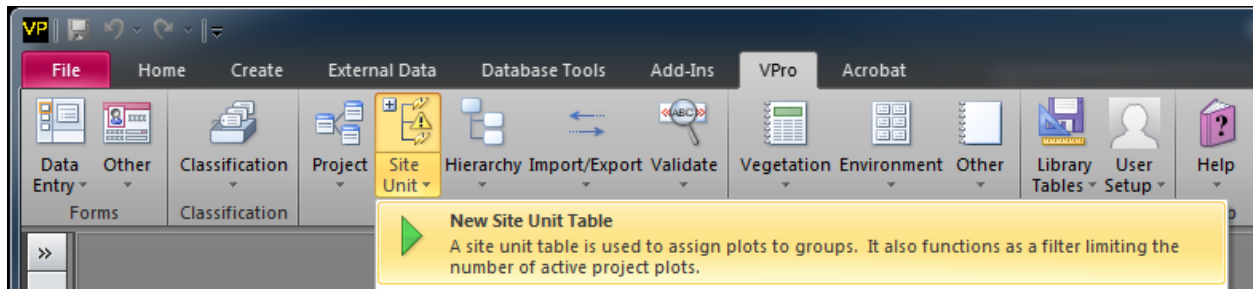 VP
File Home Create External Data Database Tools Add-Ins VPro Acrobat
«ABC»
Data Other Classification Project Site Hierarchy Import/Export Validate Vegetation Environment Other Library User Help
Entry Unit Tables Setup
Forms Classification
New Site Unit Table
A site unit table is used to assign plots to groups. It also functions as a filter limiting the
number of active project plots.